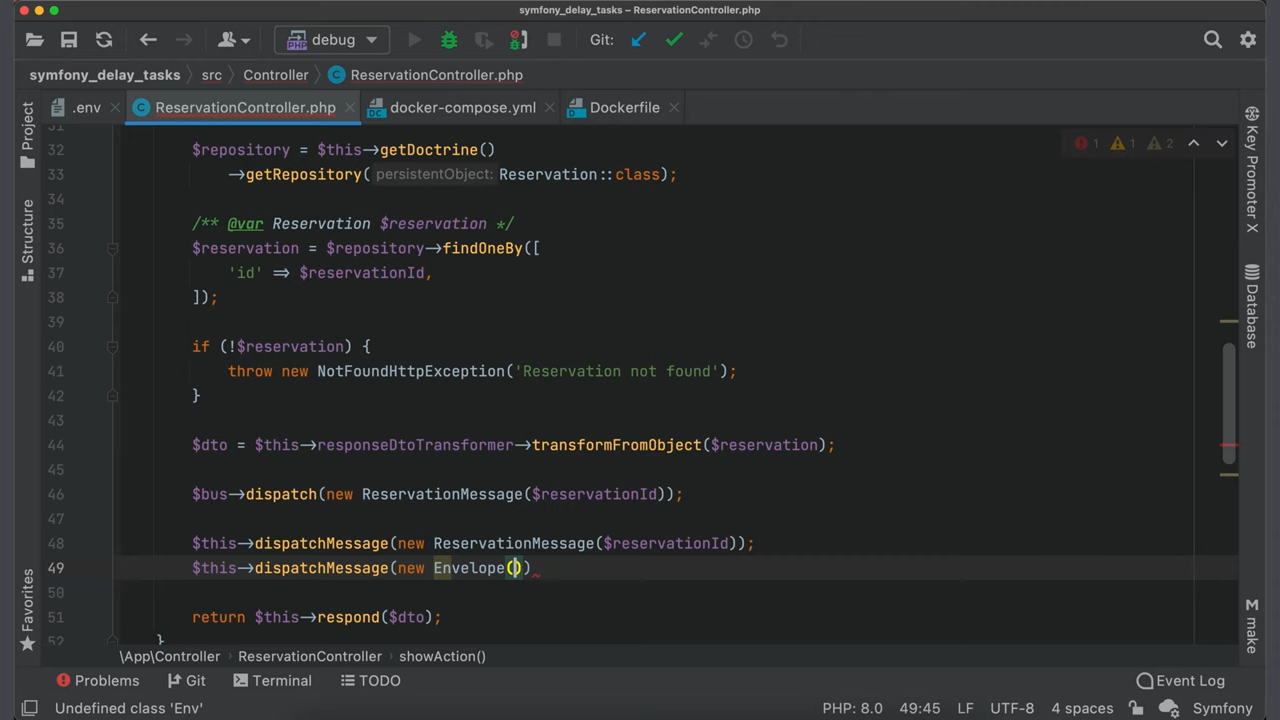 symfony_delay_tasks – ReservationController.php
debug
Git:
symfony_delay_tasks src Controller ReservationController.php
.env ReservationController.php docker-compose.yml Dockerfile
Project
Structure
Favorites
31
32 $repository = $this→getDoctrine()
33 →getRepository( persistentObject: Reservation::class);
34
35 /** @var Reservation $reservation */
36 $reservation = $repository→findOneBy([
37 'id' ⇒ $reservationId,
38 ]);
39
40 if (!$reservation) {
41 throw new NotFoundHttpException('Reservation not found');
42 }
43
44 $dto = $this→responseDtoTransformer→transformFromObject($reservation);
45
46 $bus→dispatch(new ReservationMessage($reservationId));
47
48 $this→dispatchMessage(new ReservationMessage($reservationId));
49 $this→dispatchMessage(new Envelope())
50
51 return $this→respond($dto);
52 }
1 1 2
Key Promoter X
Database
make
\App\Controller ReservationController showAction()
Problems Git Terminal TODO Event Log
Undefined class 'Env' PHP: 8.0 49:45 LF UTF-8 4 spaces Symfony